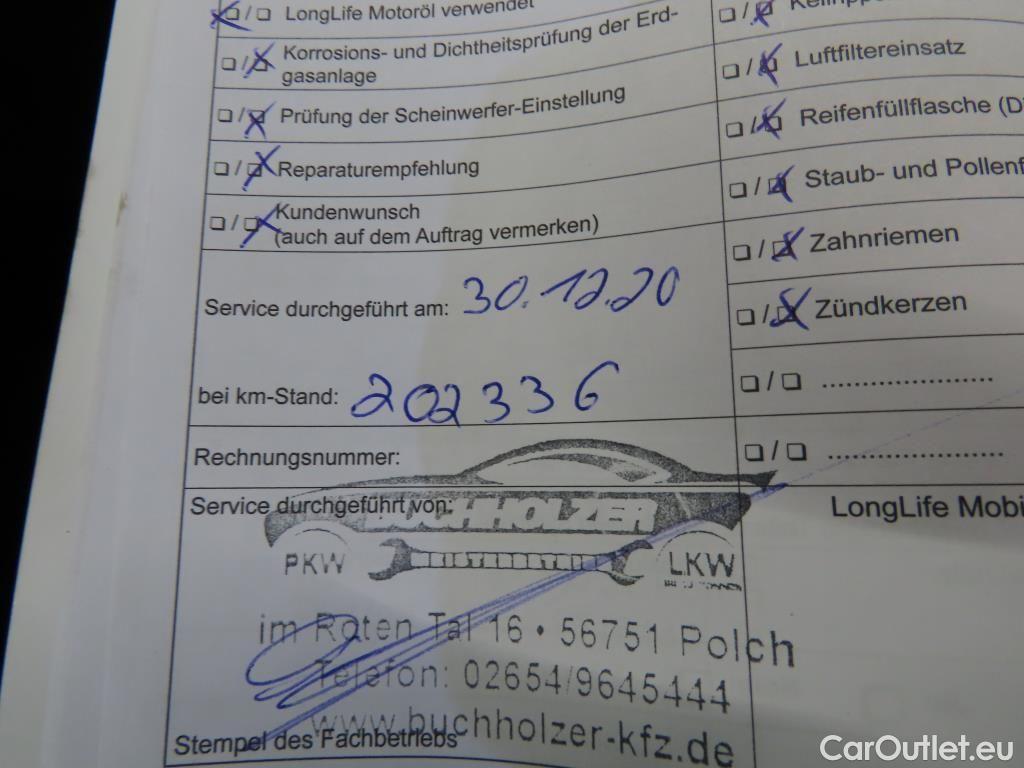 ❏/❏ LongLife Motoröl verwendet
❏/❏ Korrosions- und Dichtheitsprüfung der Erd-
gasanlage
❏/❏ Prüfung der Scheinwerfer-Einstellung
❏/❏ Reparaturempfehlung
❏/❏ Kundenwunsch
(auch auf dem Auftrag vermerken)
Service durchgeführt am: 30.12.20
bei km-Stand: 202336
Rechnungsnummer:
Service durchgeführt von:
BUCHHOLZER
PKW
LKW
im Roten Tal 16 • 56751 Polch
Telefon: 02654/9645444
www.buchholzer-kfz.de
Stempel des Fachbetriebs
❏/❏ Luftfiltereinsatz
❏/❏ Reifenfüllflasche (D
❏/❏ Staub- und Pollenf
❏/❏ Zahnriemen
❏/❏ Zündkerzen
❏/❏ ........................
❏/❏ ........................
LongLife Mobi
CarOutlet.eu